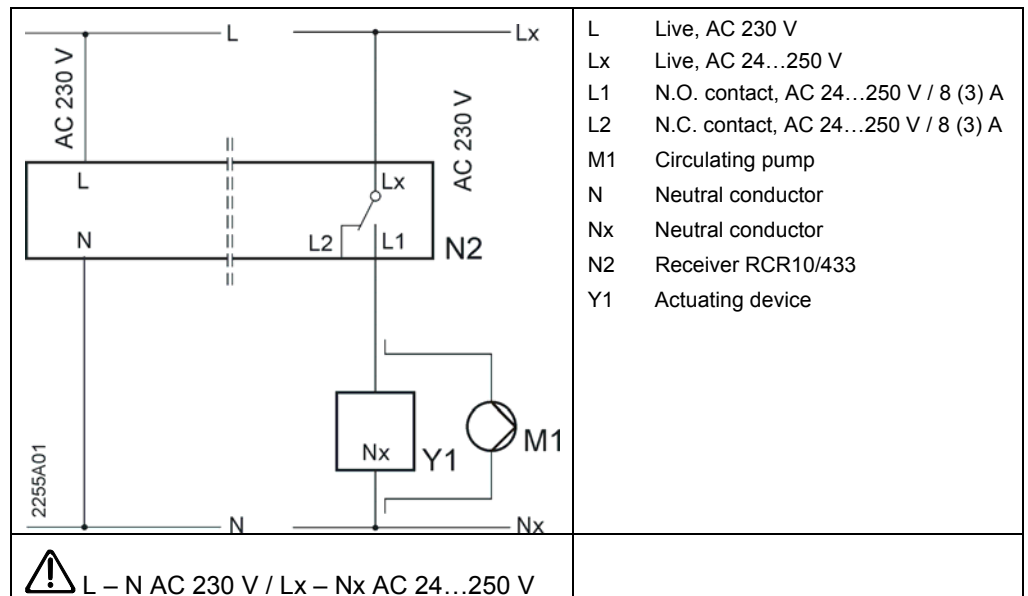 L Lx
AC 230 V
AC 230 V
L Lx
N L2 L1 N2
Nx Y1 M1
2255A01
N Nx
L Live, AC 230 V
Lx Live, AC 24...250 V
L1 N.O. contact, AC 24...250 V / 8 (3) A
L2 N.C. contact, AC 24...250 V / 8 (3) A
M1 Circulating pump
N Neutral conductor
Nx Neutral conductor
N2 Receiver RCR10/433
Y1 Actuating device
L – N AC 230 V / Lx – Nx AC 24...250 V